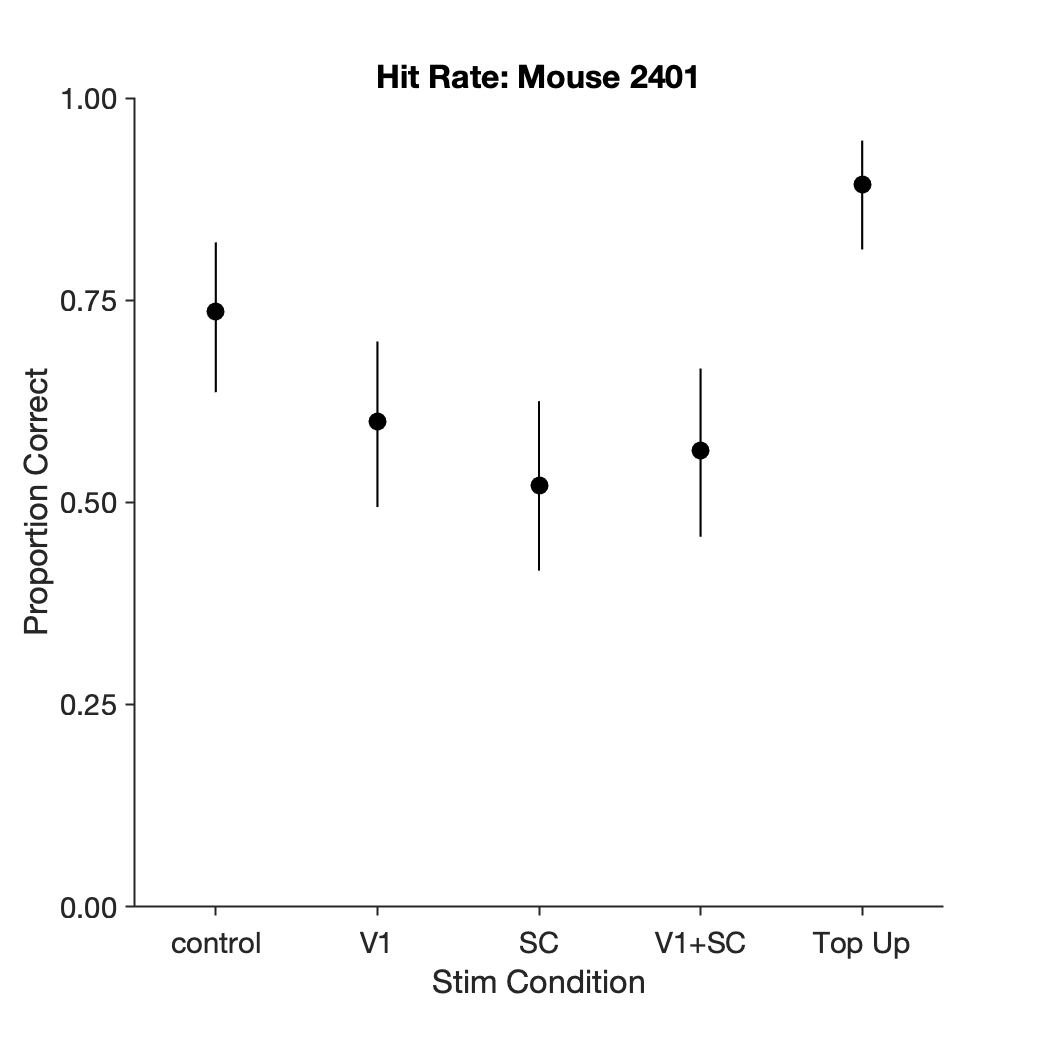 Hit Rate: Mouse 2401
1.00
0.75
0.50
0.25
0.00
Proportion Correct
control V1 SC V1+SC Top Up
Stim Condition